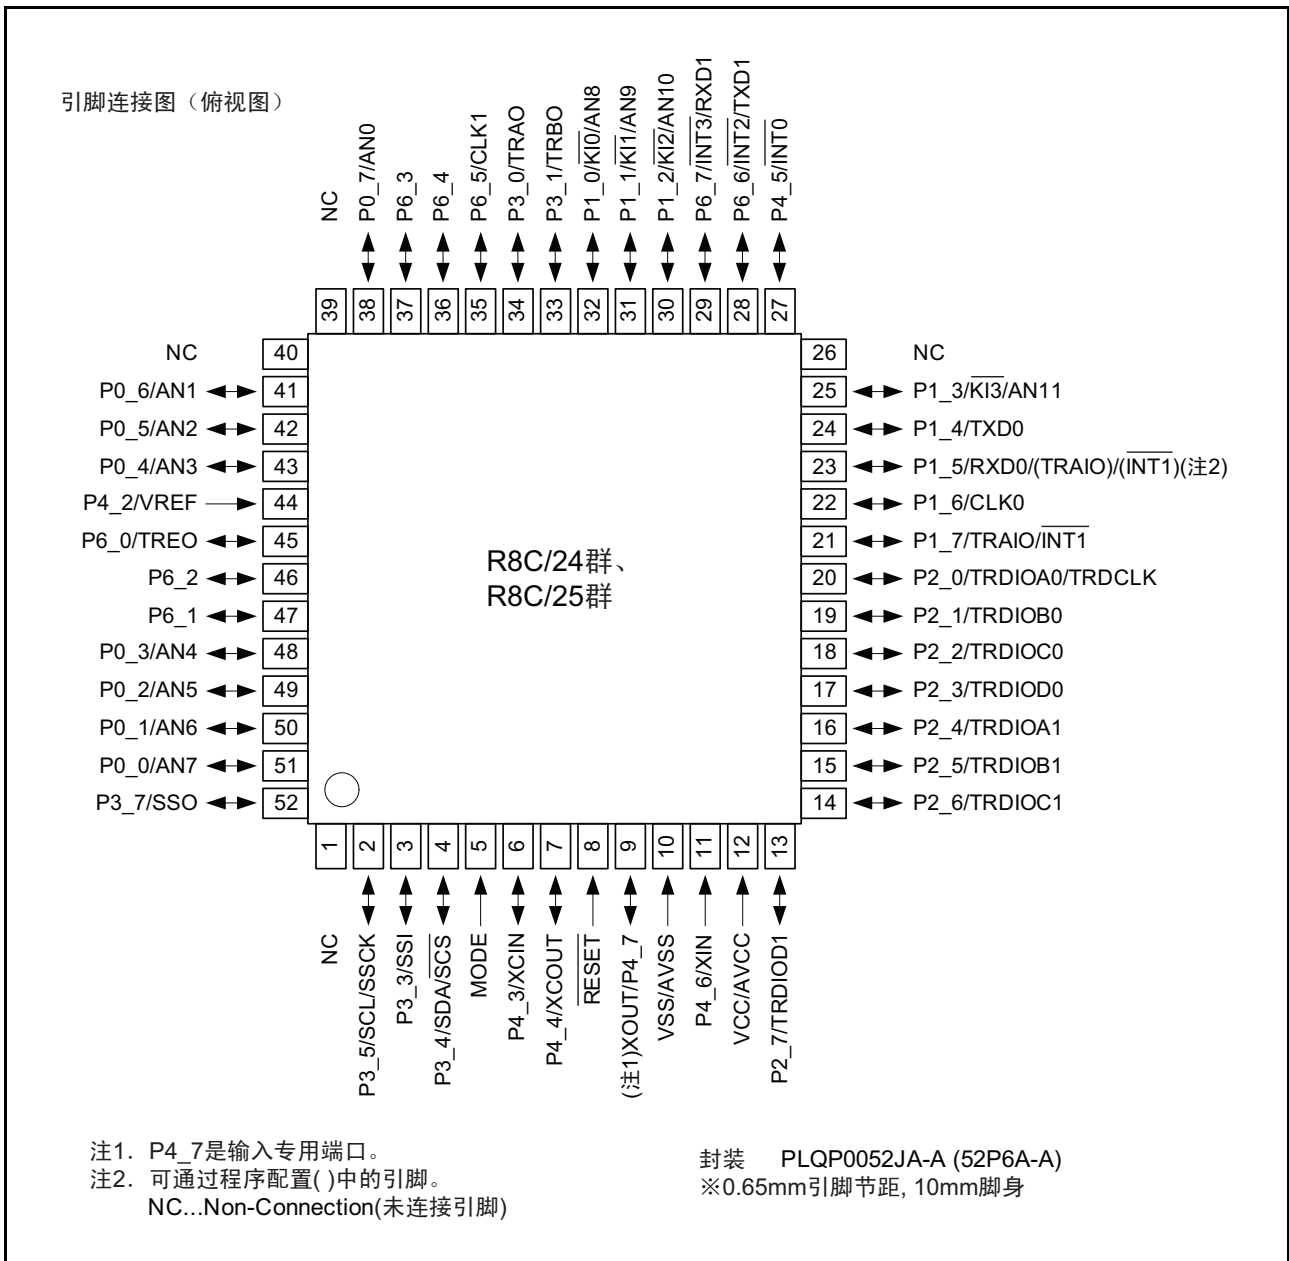 引脚连接图（俯视图）
NC
P0_7/AN0
P6_3
P6_4
P6_5/CLK1
P3_0/TRAO
P3_1/TRBO
P1_0/KI0/AN8
P1_1/KI1/AN9
P1_2/KI2/AN10
P6_7/INT3/RXD1
P6_6/INT2/TXD1
P4_5/INT0
39 38 37 36 35 34 33 32 31 30 29 28 27
NC 40
P0_6/AN1 41
P0_5/AN2 42
P0_4/AN3 43
P4_2/VREF 44
P6_0/TREO 45
P6_2 46
P6_1 47
P0_3/AN4 48
P0_2/AN5 49
P0_1/AN6 50
P0_0/AN7 51
P3_7/SSO 52
R8C/24群、
R8C/25群
26 NC
25 P1_3/KI3/AN11
24 P1_4/TXD0
23 P1_5/RXD0/(TRAIO)/(INT1)(注2)
22 P1_6/CLK0
21 P1_7/TRAIO/INT1
20 P2_0/TRDIOA0/TRDCLK
19 P2_1/TRDIOB0
18 P2_2/TRDIOC0
17 P2_3/TRDIOD0
16 P2_4/TRDIOA1
15 P2_5/TRDIOB1
14 P2_6/TRDIOC1
1 2 3 4 5 6 7 8 9 10 11 12 13
NC
P3_5/SCL/SSCK
P3_3/SSI
P3_4/SDA/SCS
MODE
P4_3/XCIN
P4_4/XCOUT
RESET
(注1)XOUT/P4_7
VSS/AVSS
P4_6/XIN
VCC/AVCC
P2_7/TRDIOD1
注1. P4_7是输入专用端口。
注2. 可通过程序配置( )中的引脚。
NC...Non-Connection(未连接引脚)
封装 PLQP0052JA-A (52P6A-A)
※0.65mm引脚节距, 10mm脚身